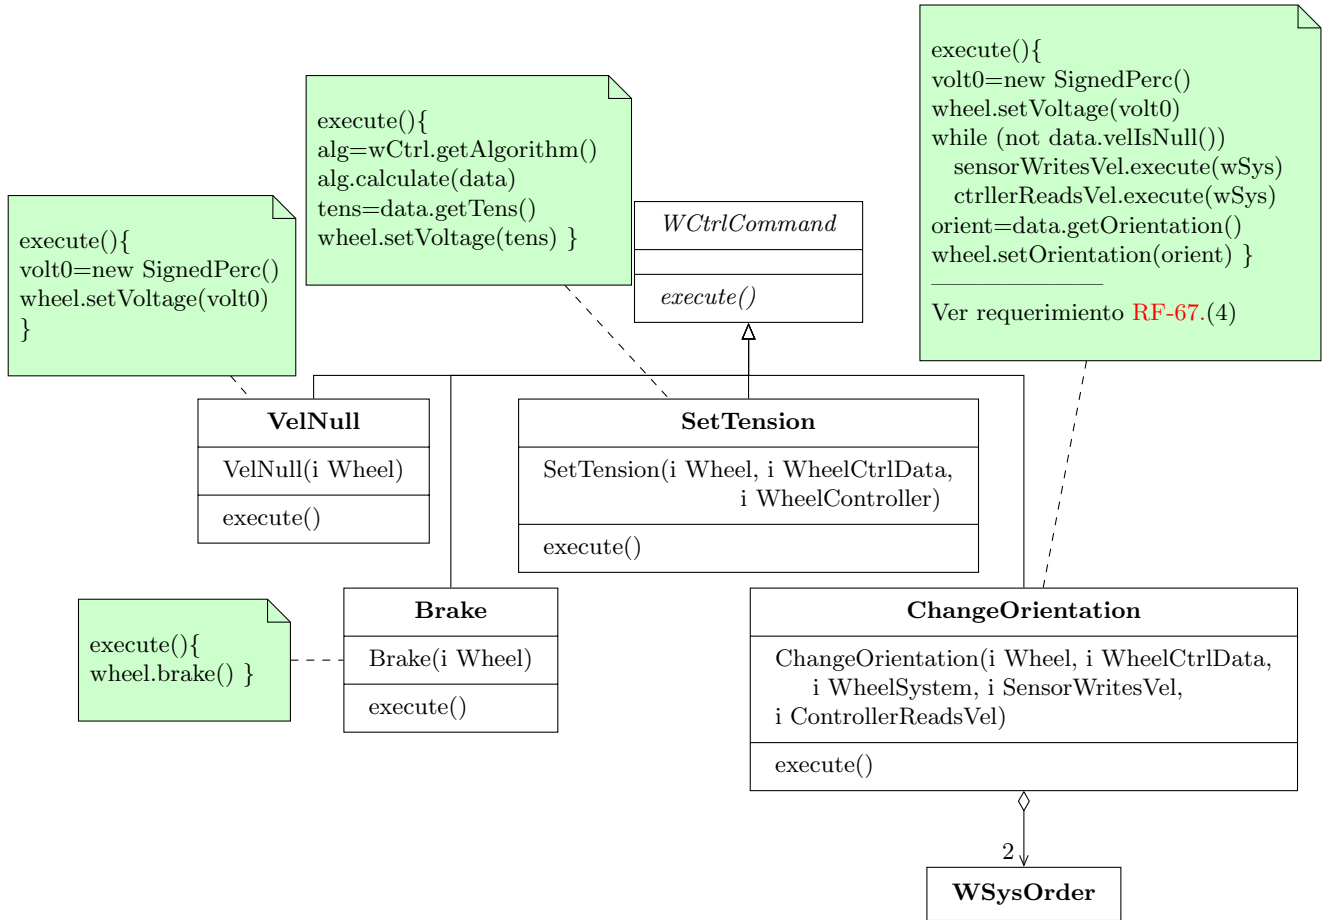 execute(){
volt0=new SignedPerc()
wheel.setVoltage(volt0)
while (not data.velIsNull())
sensorWritesVel.execute(wSys)
ctrllerReadsVel.execute(wSys)
orient=data.getOrientation()
wheel.setOrientation(orient) }
Ver requerimiento RF-67.(4)
execute(){
alg=wCtrl.getAlgorithm()
alg.calculate(data)
tens=data.getTens()
wheel.setVoltage(tens) }
execute(){
volt0=new SignedPerc()
wheel.setVoltage(volt0)
}
WCtrlCommand
execute()
VelNull
VelNull(i Wheel)
execute()
SetTension
SetTension(i Wheel, i WheelCtrlData,
i WheelController)
execute()
execute(){
wheel.brake() }
Brake
Brake(i Wheel)
execute()
ChangeOrientation
ChangeOrientation(i Wheel, i WheelCtrlData,
i WheelSystem, i SensorWritesVel,
i ControllerReadsVel)
execute()
2
WSysOrder